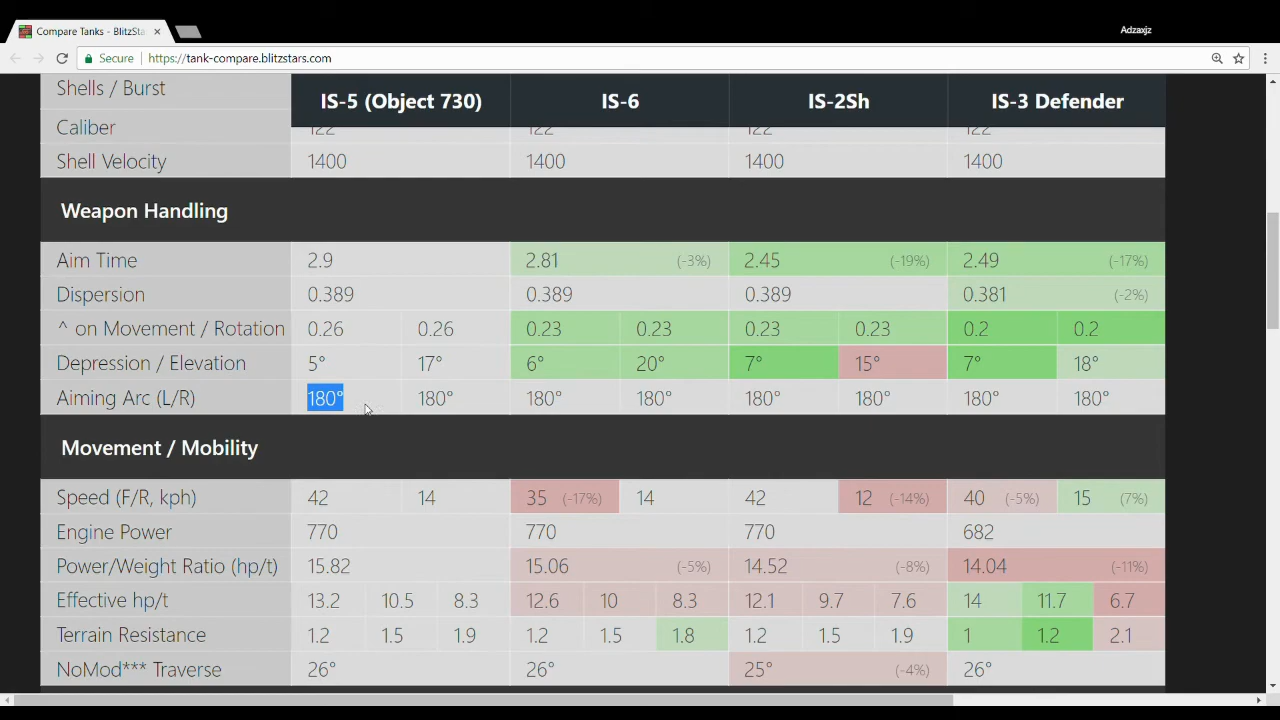 Adzaxjz
Compare Tanks - BlitzSta
Secure https://tank-compare.blitzstars.com
Shells / Burst
IS-5 (Object 730) IS-6 IS-2Sh IS-3 Defender
Caliber 122 122 122 122
Shell Velocity 1400 1400 1400 1400
Weapon Handling
Aim Time 2.9 2.81 (-3%) 2.45 (-19%) 2.49 (-17%)
Dispersion 0.389 0.389 0.389 0.381 (-2%)
^ on Movement / Rotation 0.26 0.26 0.23 0.23 0.23 0.23 0.2 0.2
Depression / Elevation 5° 17° 6° 20° 7° 15° 7° 18°
Aiming Arc (L/R) 180° 180° 180° 180° 180° 180° 180° 180°
Movement / Mobility
Speed (F/R, kph) 42 14 35 (-17%) 14 42 12 (-14%) 40 (-5%) 15 (7%)
Engine Power 770 770 770 682
Power/Weight Ratio (hp/t) 15.82 15.06 (-5%) 14.52 (-8%) 14.04 (-11%)
Effective hp/t 13.2 10.5 8.3 12.6 10 8.3 12.1 9.7 7.6 14 11.7 6.7
Terrain Resistance 1.2 1.5 1.9 1.2 1.5 1.8 1.2 1.5 1.9 1 1.2 2.1
NoMod*** Traverse 26° 26° 25° (-4%) 26°